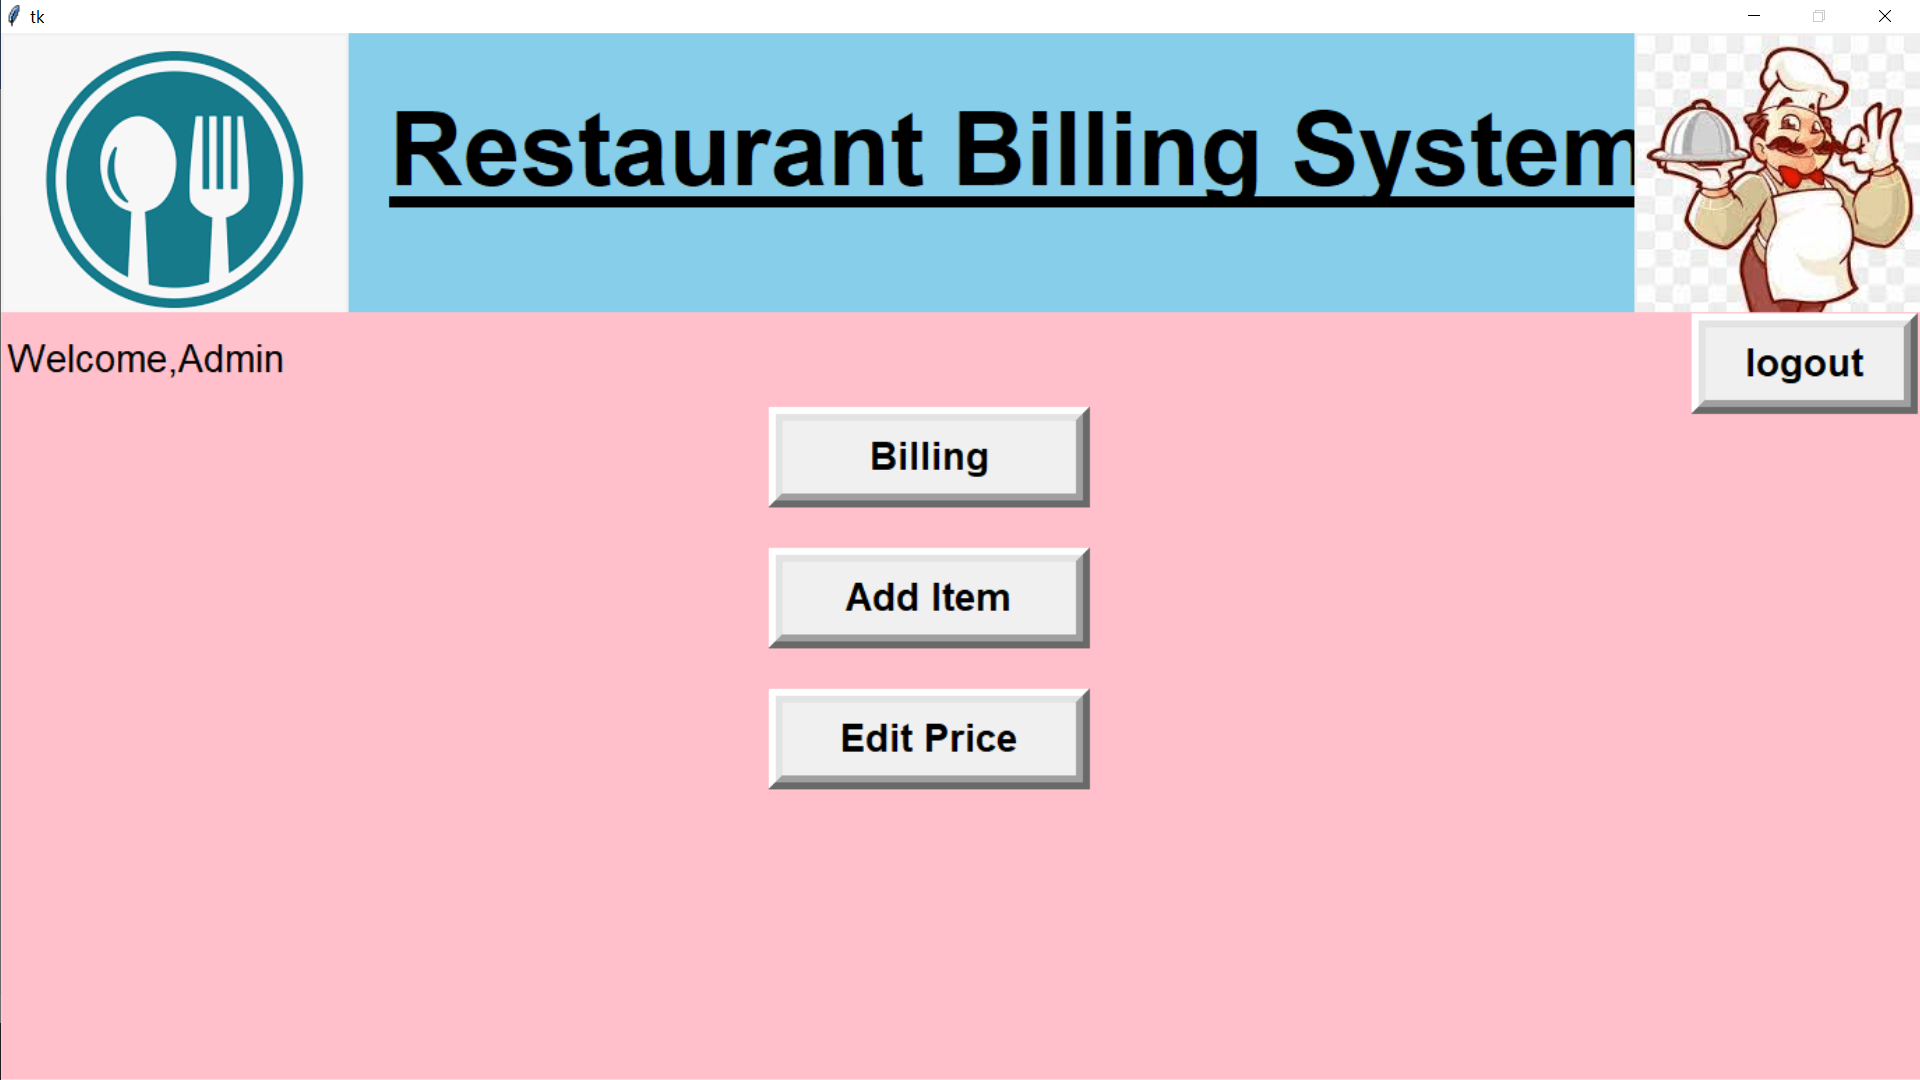 tk
Restaurant Billing System
Welcome,Admin
logout
Billing
Add Item
Edit Price